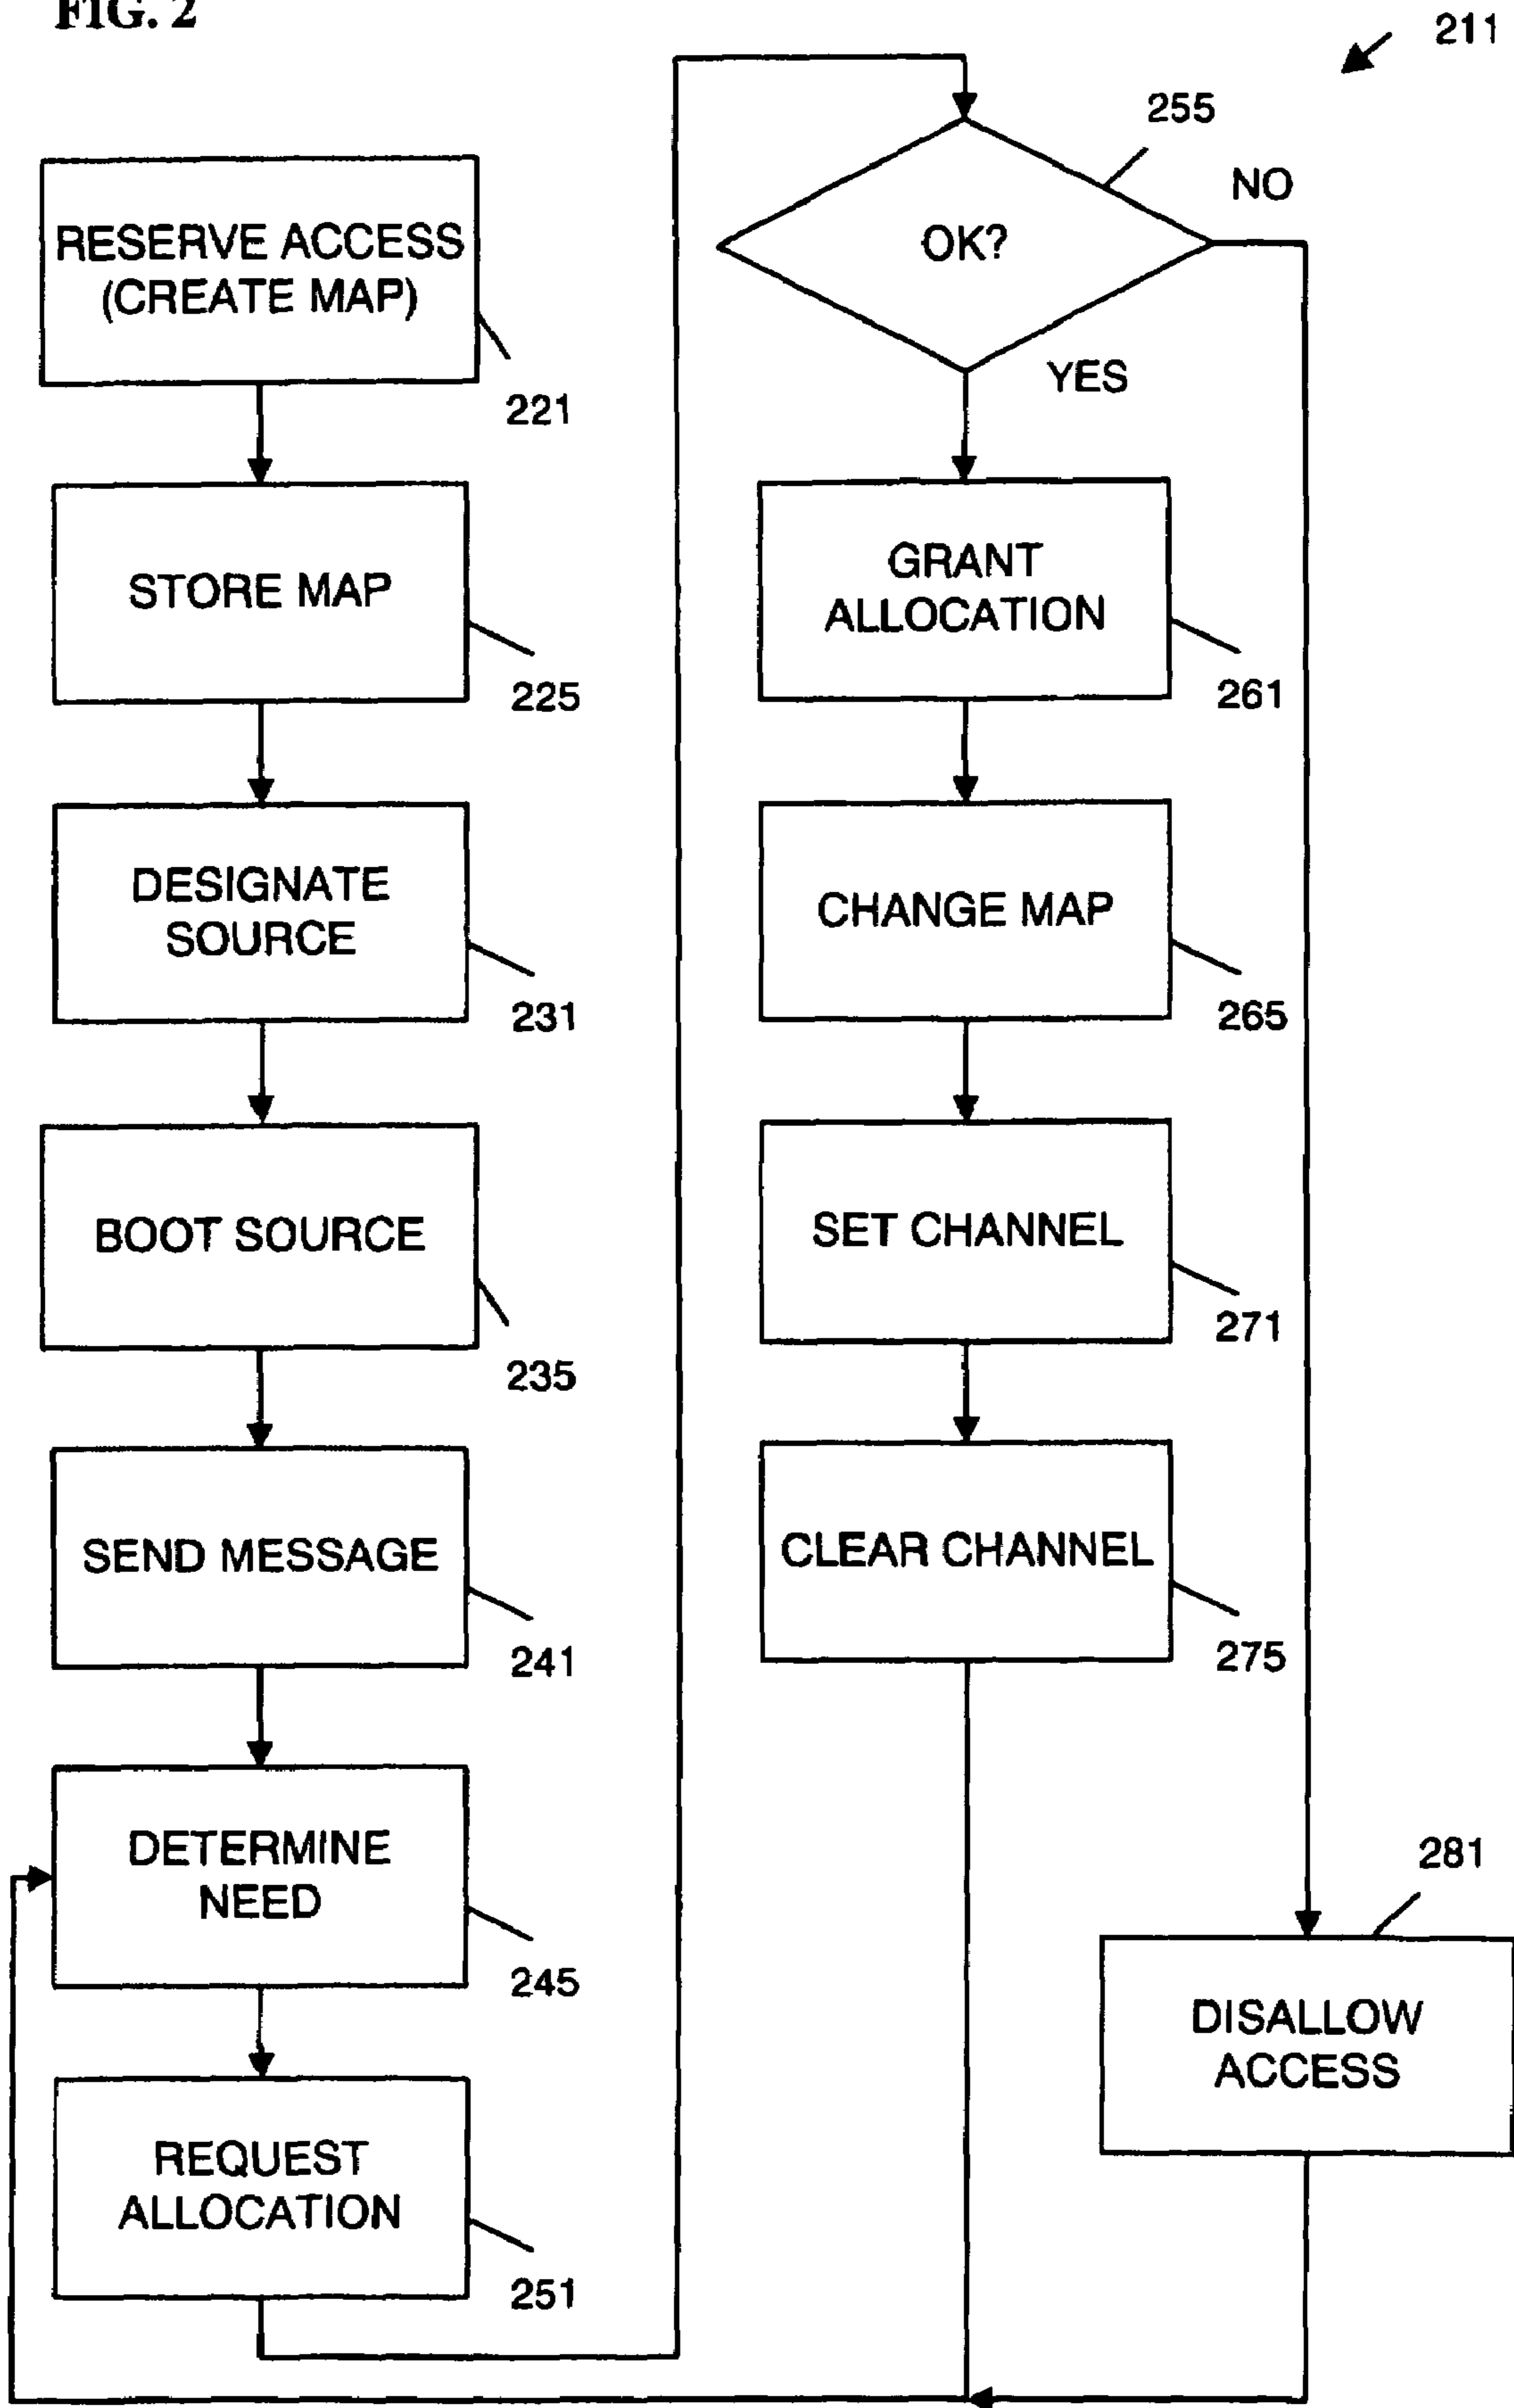 FIG. 2
211
RESERVE ACCESS
(CREATE MAP)
221
STORE MAP
225
DESIGNATE
SOURCE
231
BOOT SOURCE
235
SEND MESSAGE
241
DETERMINE
NEED
245
REQUEST
ALLOCATION
251
255
OK?
NO
YES
GRANT
ALLOCATION
261
CHANGE MAP
265
SET CHANNEL
271
CLEAR CHANNEL
275
281
DISALLOW
ACCESS